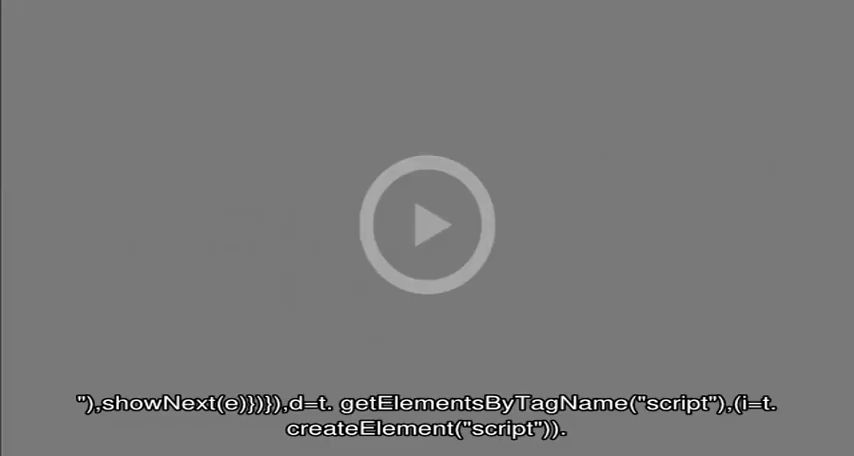 "),showNext(e)})}),d=t. getElementsByTagName("script"),(i=t.
createElement("script")).